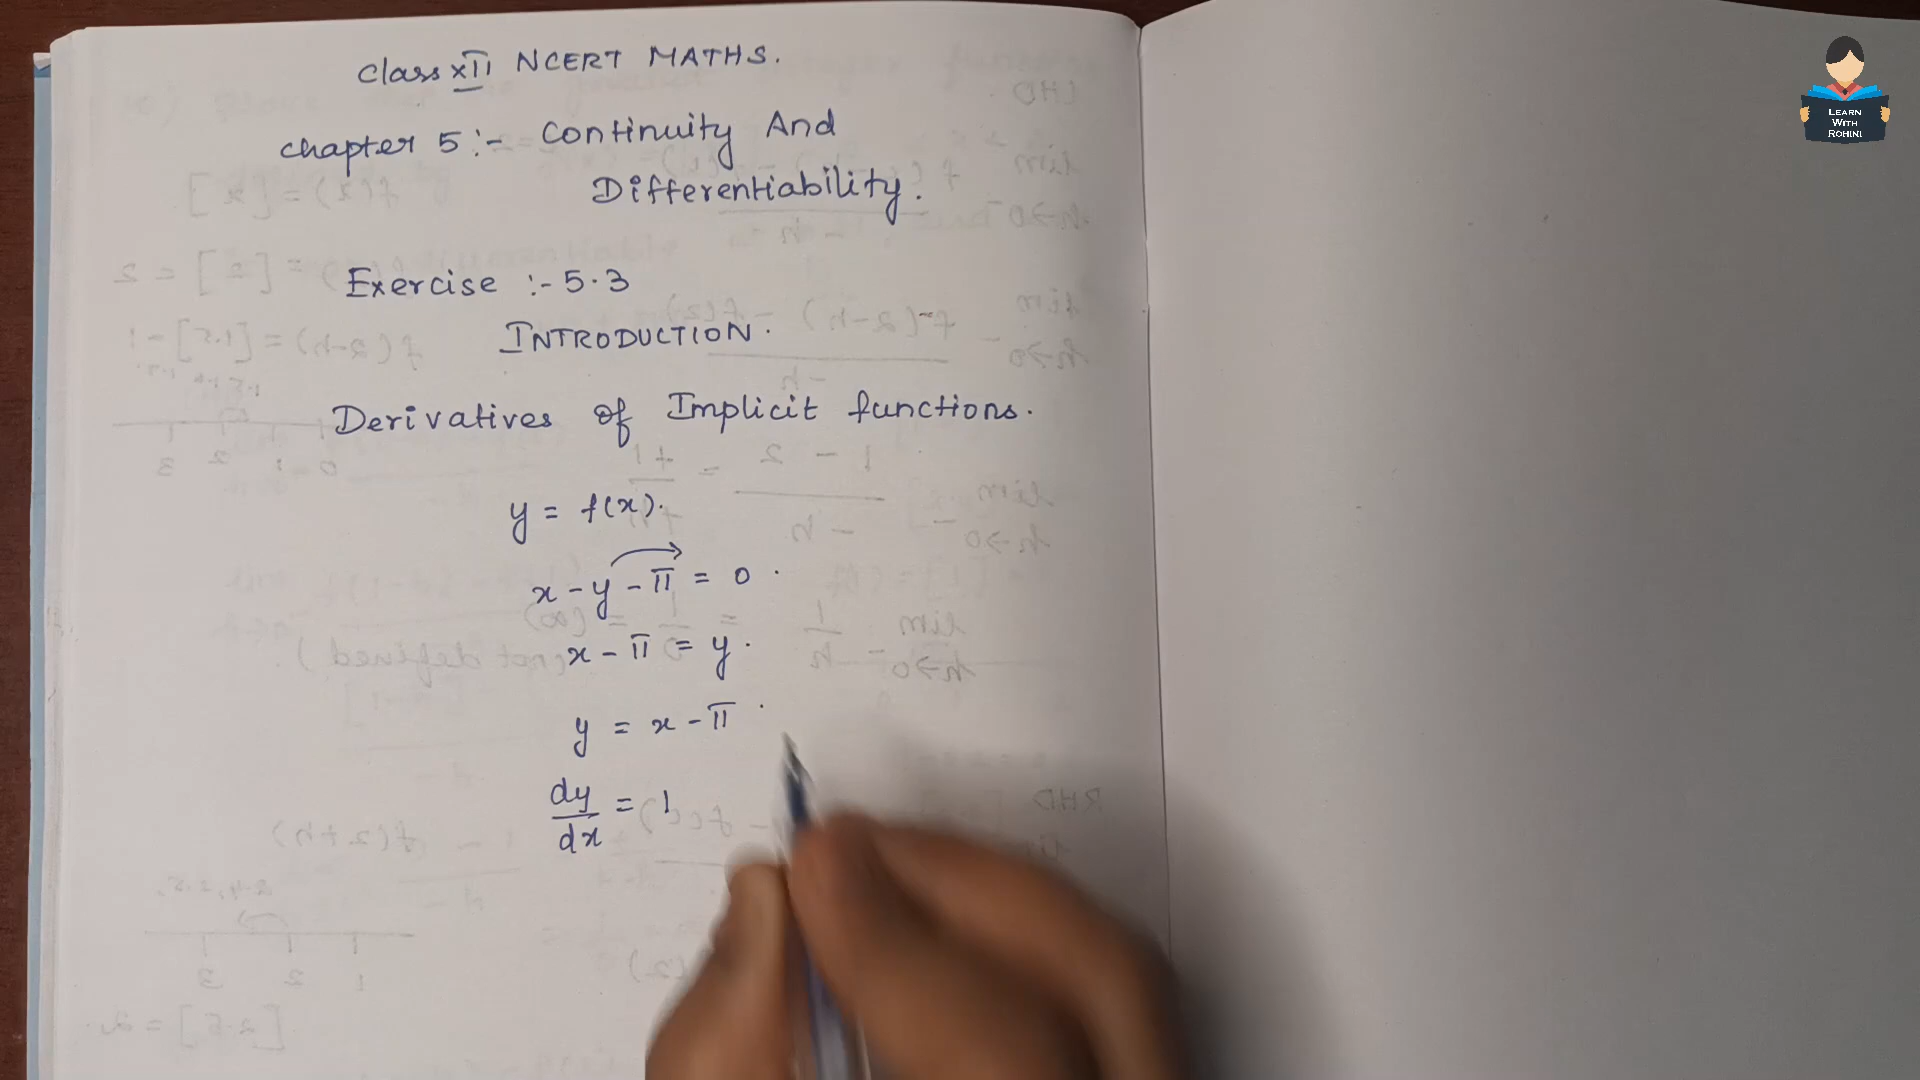 Class XII NCERT MATHS.
Chapter 5:- Continuity And
Differentiability.
Exercise :- 5.3
INTRODUCTION.
Derivatives of Implicit functions.
y = f(x).
x - y - π = 0.
x - π = y.
y = x - π.
dy/dx = 1
LEARN
WITH
ROHINI